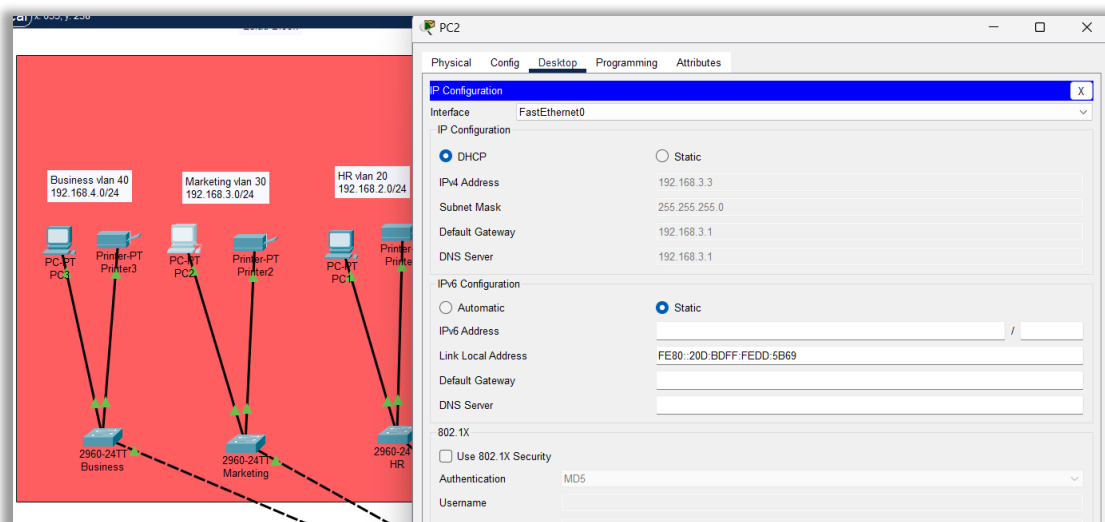 PC2
Physical Config Desktop Programming Attributes
IP Configuration
X
Interface FastEthernet0
IP Configuration
DHCP Static
IPv4 Address 192.168.3.3
Subnet Mask 255.255.255.0
Default Gateway 192.168.3.1
DNS Server 192.168.3.1
IPv6 Configuration
Automatic Static
IPv6 Address /
Link Local Address FE80::20D:BDFF:FEDD:5B69
Default Gateway
DNS Server
802.1X
Use 802.1X Security
Authentication MD5
Username
Business vlan 40
192.168.4.0/24
Marketing vlan 30
192.168.3.0/24
HR vlan 20
192.168.2.0/24
PC-PT
PC3
Printer-PT
Printer3
PC-PT
PC2
Printer-PT
Printer2
PC-PT
PC1
2960-24TT
Business
2960-24TT
Marketing
2960-24
HR